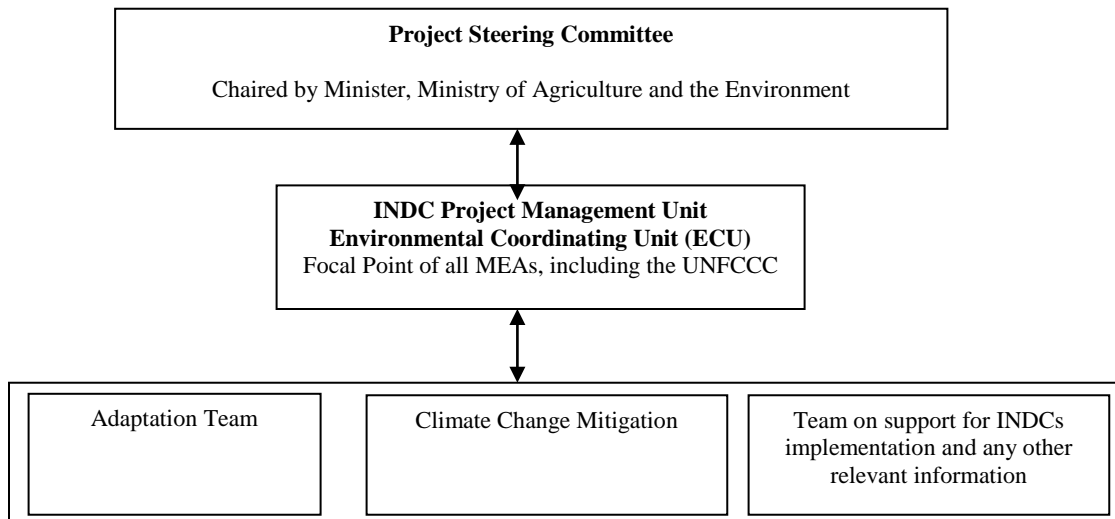 Project Steering Committee
Chaired by Minister, Ministry of Agriculture and the Environment
INDC Project Management Unit
Environmental Coordinating Unit (ECU)
Focal Point of all MEAs, including the UNFCCC
Adaptation Team
Climate Change Mitigation
Team on support for INDCs
implementation and any other
relevant information